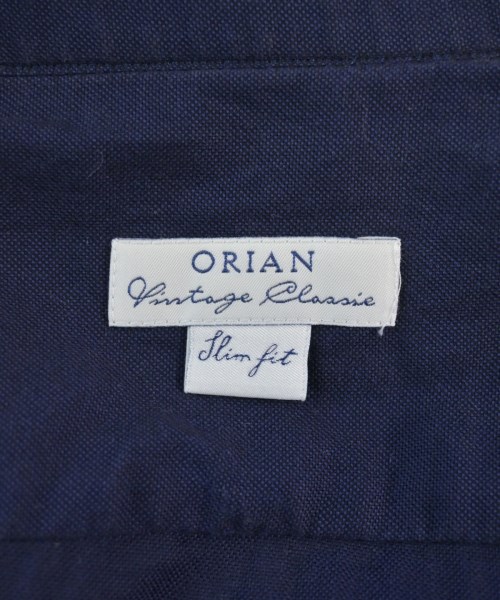 ORIAN
Vintage Classic
Slim fit